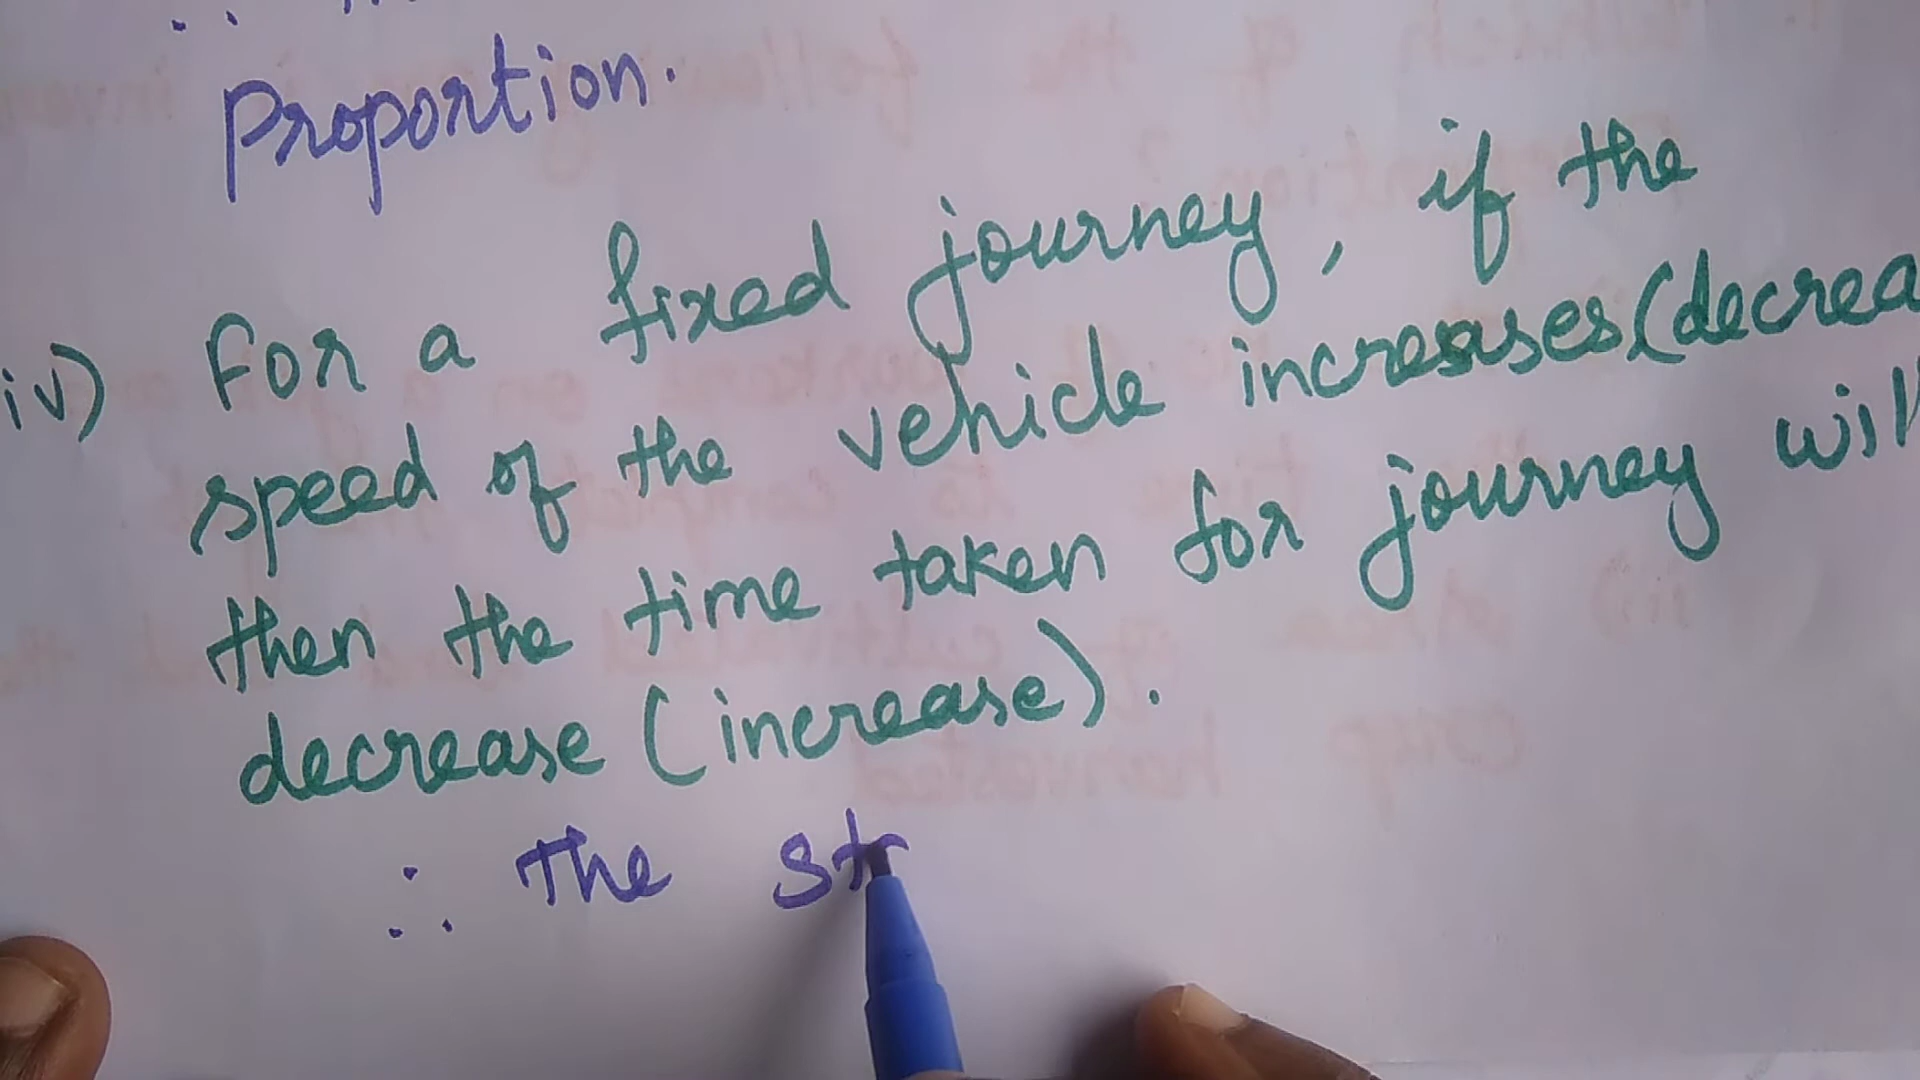 Proportion.
iv) For a fixed journey, if the
speed of the vehicle increases (decrea
then the time taken for journey will
decrease (increase).
∴ The st